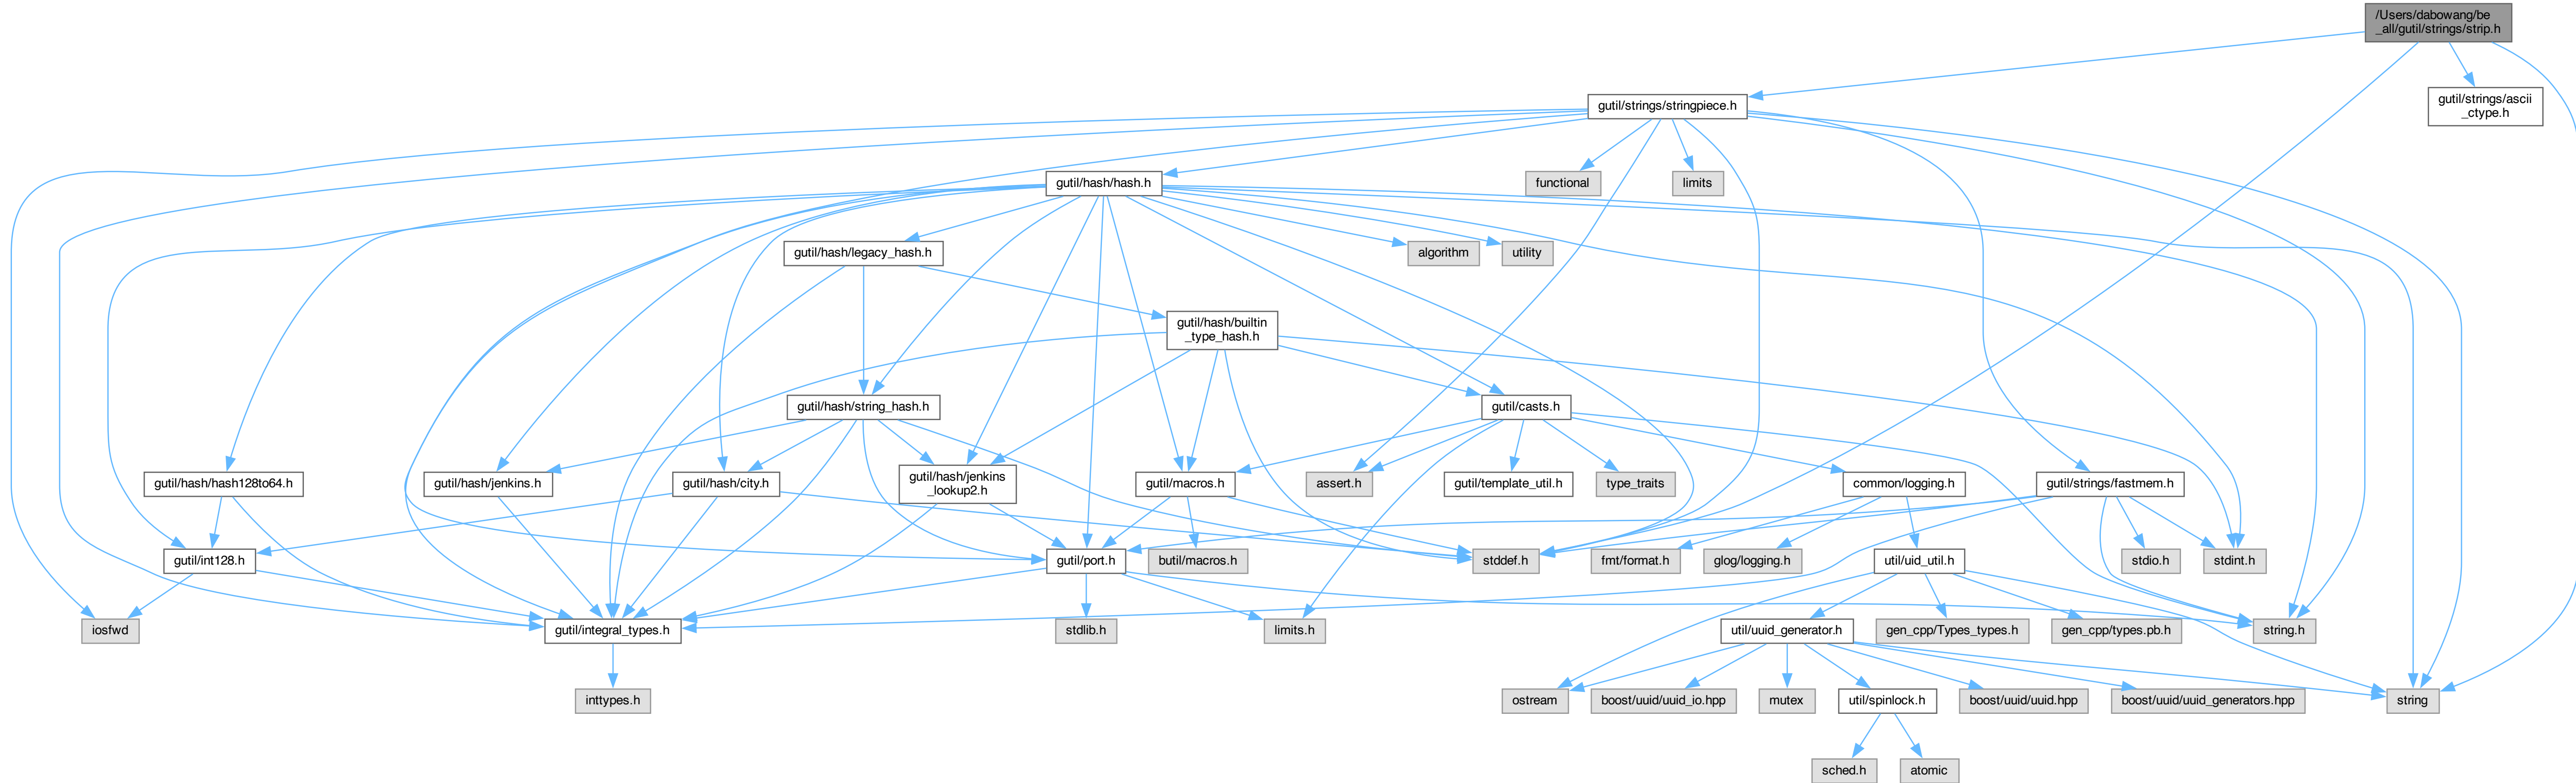 /Users/dabowang/be
_all/gutil/strings/strip.h
gutil/strings/stringpiece.h
gutil/strings/ascii
_ctype.h
gutil/hash/hash.h
functional
limits
gutil/hash/legacy_hash.h
algorithm
utility
gutil/hash/builtin
_type_hash.h
gutil/hash/string_hash.h
gutil/casts.h
gutil/hash/hash128to64.h
gutil/hash/jenkins.h
gutil/hash/city.h
gutil/hash/jenkins
_lookup2.h
gutil/macros.h
assert.h
gutil/template_util.h
type_traits
common/logging.h
gutil/strings/fastmem.h
gutil/int128.h
gutil/port.h
butil/macros.h
stddef.h
fmt/format.h
glog/logging.h
util/uid_util.h
stdio.h
stdint.h
iosfwd
gutil/integral_types.h
stdlib.h
limits.h
util/uuid_generator.h
gen_cpp/Types_types.h
gen_cpp/types.pb.h
string.h
inttypes.h
ostream
boost/uuid/uuid_io.hpp
mutex
util/spinlock.h
boost/uuid/uuid.hpp
boost/uuid/uuid_generators.hpp
string
sched.h
atomic